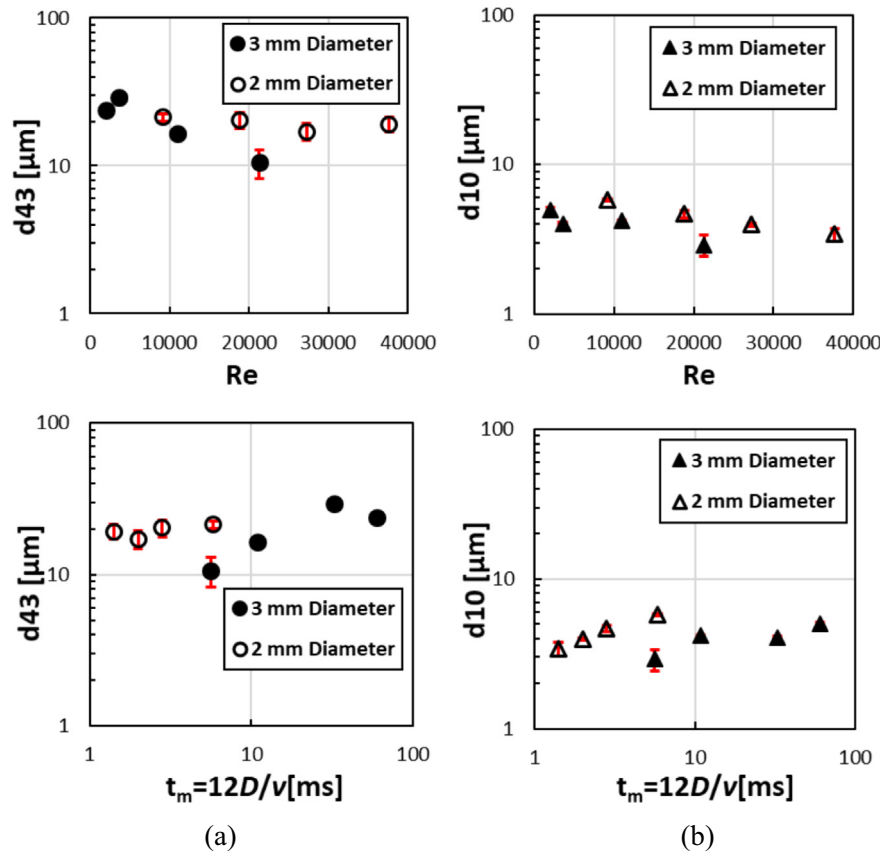 100
10
1
d43 [µm]
3 mm Diameter
2 mm Diameter
0
10000
20000
30000
40000
Re
100
10
1
d10 [µm]
3 mm Diameter
2 mm Diameter
0
10000
20000
30000
40000
Re
100
10
1
d43 [µm]
3 mm Diameter
2 mm Diameter
1
10
100
tm=12D/v[ms]
(a)
100
10
1
d10 [µm]
3 mm Diameter
2 mm Diameter
1
10
100
tm=12D/v[ms]
(b)